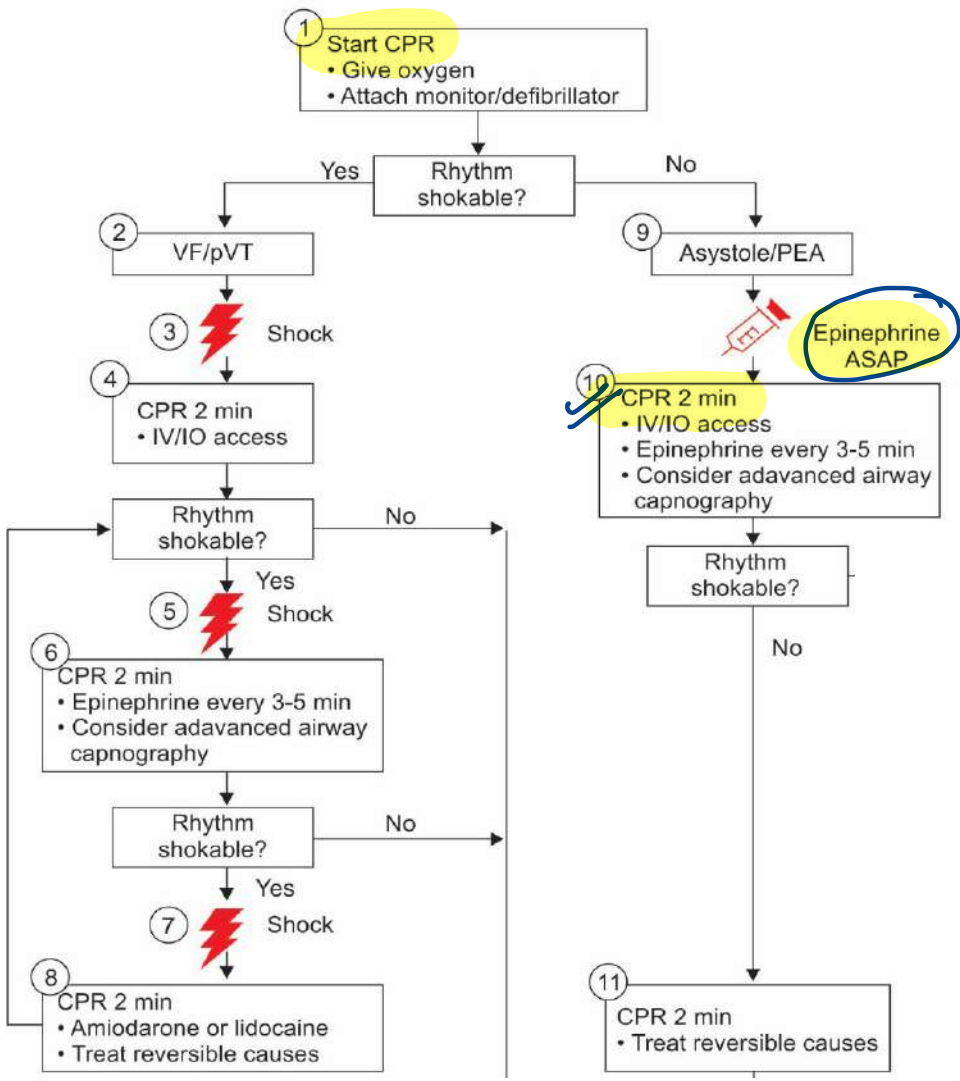 1
Start CPR
• Give oxygen
• Attach monitor/defibrillator
Rhythm
shokable?
Yes
No
2
VF/pVT
3
Shock
4
CPR 2 min
• IV/IO access
Rhythm
shokable?
No
Yes
5
Shock
6
CPR 2 min
• Epinephrine every 3-5 min
• Consider adavanced airway
capnography
Rhythm
shokable?
No
Yes
7
Shock
8
CPR 2 min
• Amiodarone or lidocaine
• Treat reversible causes
9
Asystole/PEA
E
Epinephrine
ASAP
10
CPR 2 min
• IV/IO access
• Epinephrine every 3-5 min
• Consider adavanced airway
capnography
Rhythm
shokable?
No
11
CPR 2 min
• Treat reversible causes